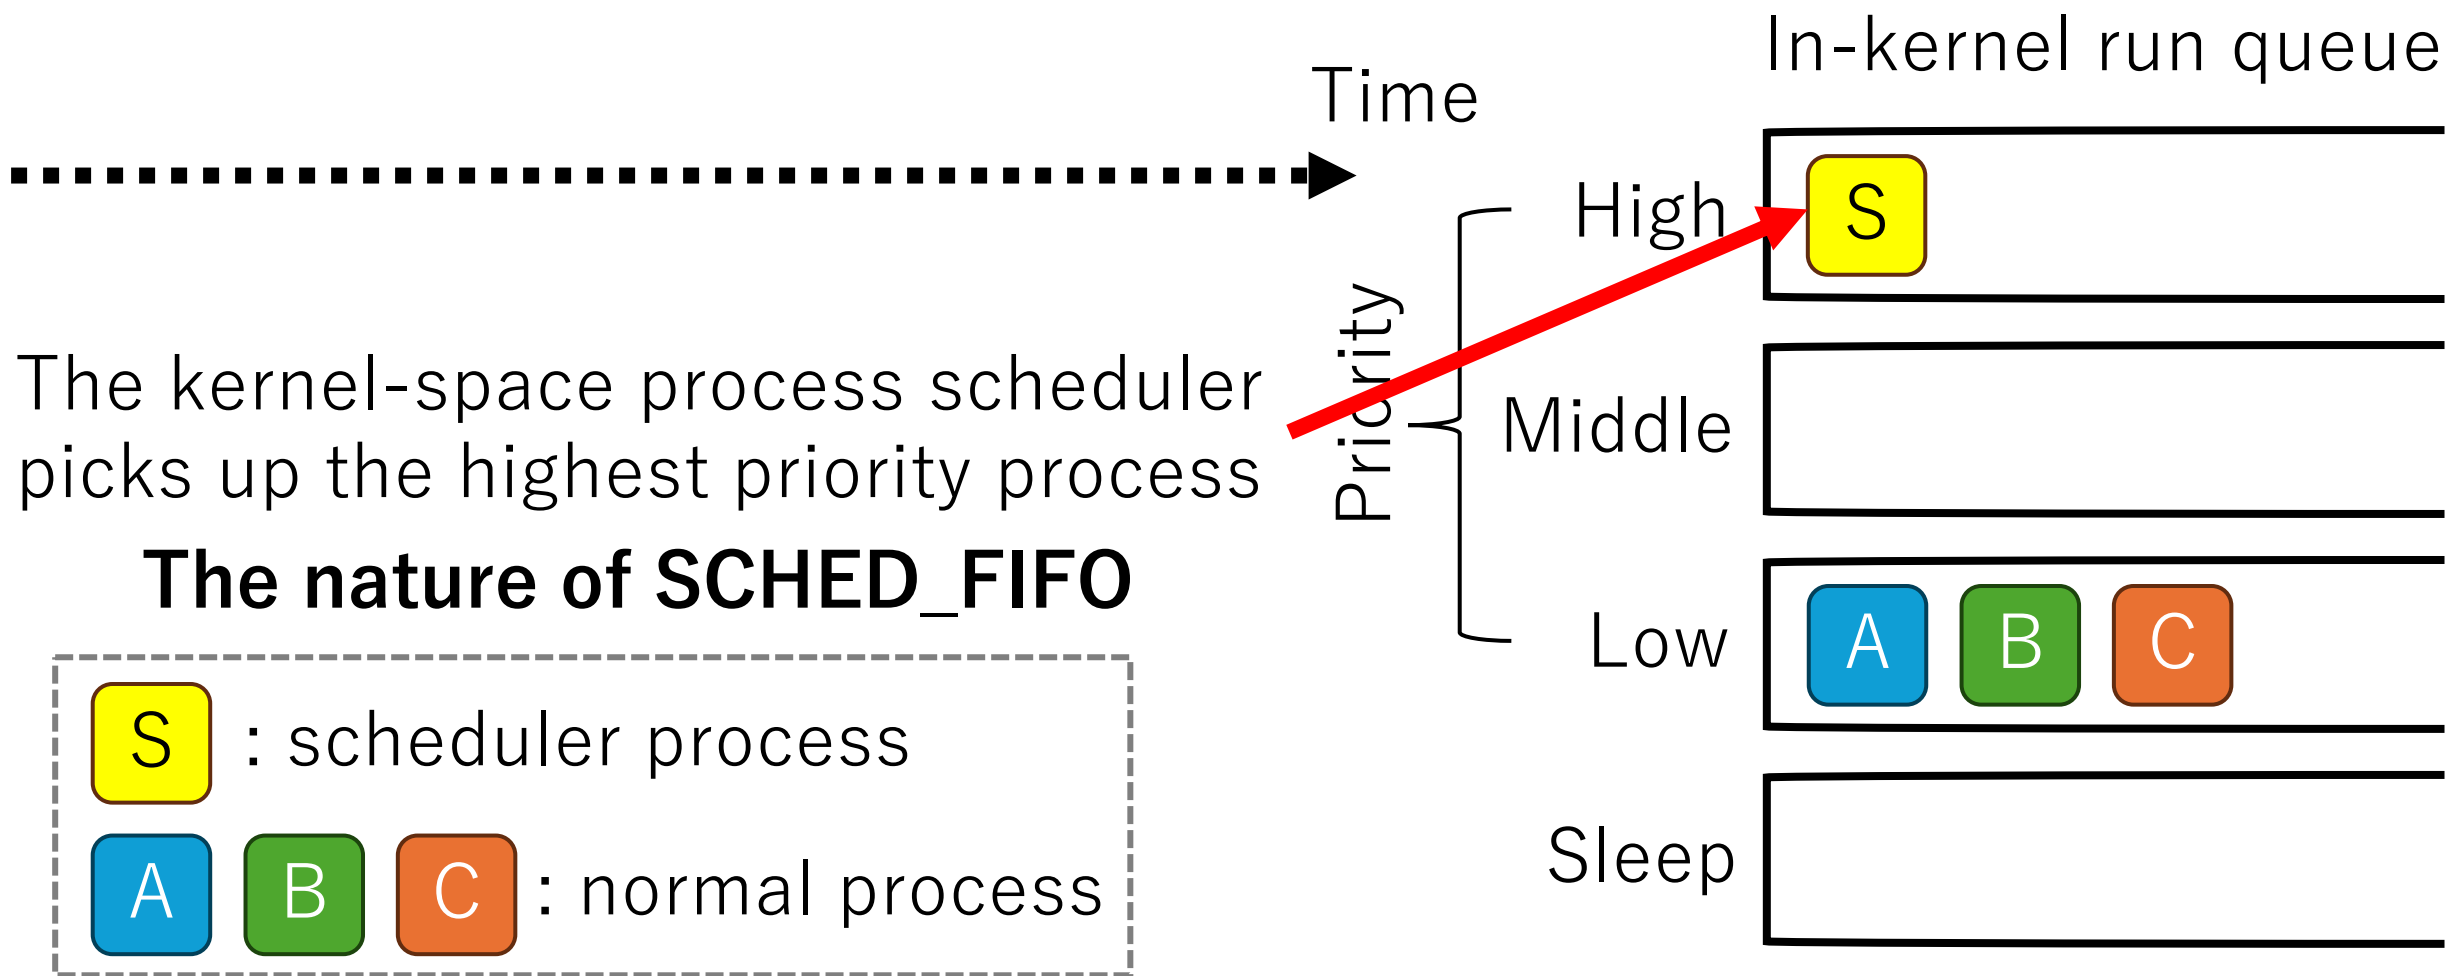 In-kernel run queue
Time
High
S
Priority
The kernel-space process scheduler
picks up the highest priority process
Middle
The nature of SCHED_FIFO
Low
A B C
S : scheduler process
A B C : normal process
Sleep